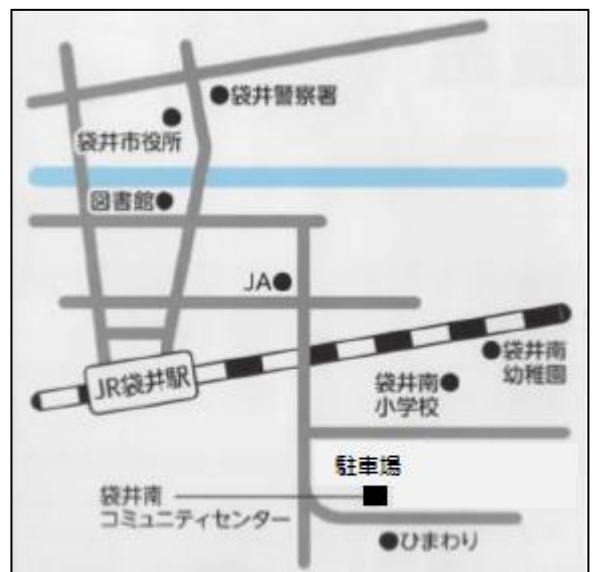 袋井警察署
袋井市役所
図書館
JA
JR袋井駅
袋井南
幼稚園
袋井南
小学校
駐車場
袋井南
コミュニティセンター
ひまわり